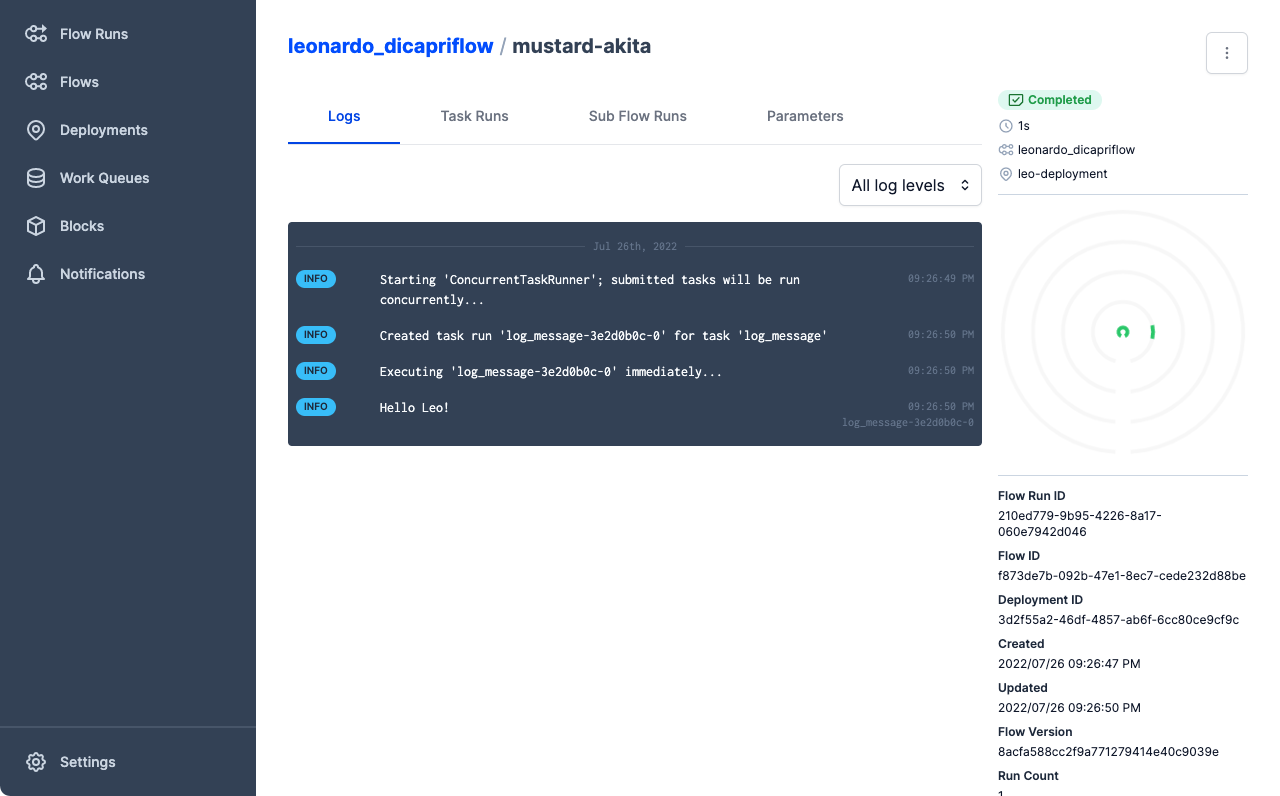 Flow Runs
Flows
Deployments
Work Queues
Blocks
Notifications
Settings
leonardo_dicapriflow / mustard-akita
Logs Task Runs Sub Flow Runs Parameters
All log levels
Jul 26th, 2022
INFO Starting 'ConcurrentTaskRunner'; submitted tasks will be run 09:26:49 PM
concurrently...
INFO Created task run 'log_message-3e2d0b0c-0' for task 'log_message' 09:26:50 PM
INFO Executing 'log_message-3e2d0b0c-0' immediately... 09:26:50 PM
INFO Hello Leo! 09:26:50 PM
log_message-3e2d0b0c-0
Completed
1s
leonardo_dicapriflow
leo-deployment
Flow Run ID
210ed779-9b95-4226-8a17-
060e7942d046
Flow ID
f873de7b-092b-47e1-8ec7-cede232d88be
Deployment ID
3d2f55a2-46df-4857-ab6f-6cc80ce9cf9c
Created
2022/07/26 09:26:47 PM
Updated
2022/07/26 09:26:50 PM
Flow Version
8acfa588cc2f9a771279414e40c9039e
Run Count
1